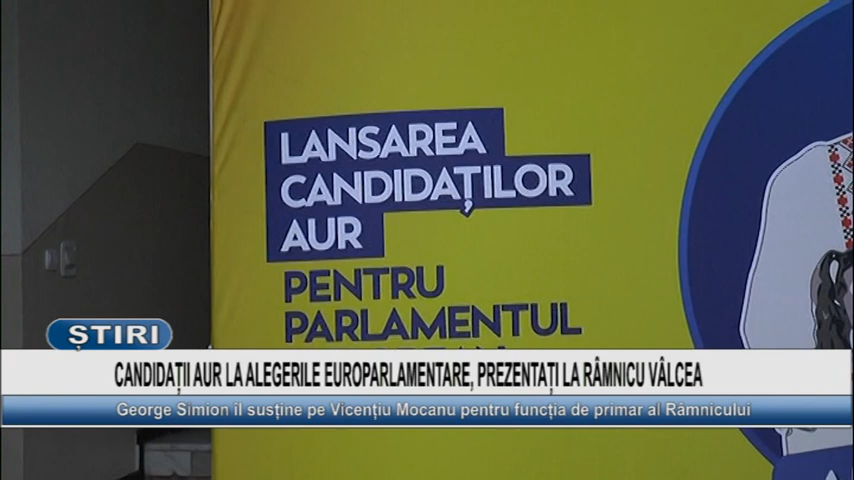 LANSAREA
CANDIDAȚILOR
AUR
PENTRU
PARLAMENTUL
ȘTIRI
CANDIDAȚII AUR LA ALEGERILE EUROPARLAMENTARE, PREZENTAȚI LA RÂMNICU VÂLCEA
George Simion îl susține pe Vicențiu Mocanu pentru funcția de primar al Râmnicului